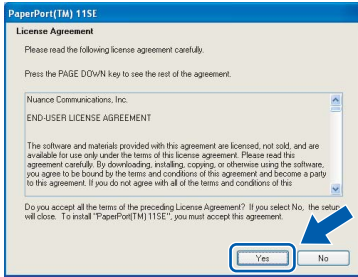 PaperPort(TM) 11SE
License Agreement
Please read the following license agreement carefully.
Press the PAGE DOWN key to see the rest of the agreement.
Nuance Communications, Inc.
END-USER LICENSE AGREEMENT
The software and materials provided with this agreement are licensed, not sold, and are
available for use only under the terms of this license agreement. Please read this
agreement carefully. By downloading, installing, copying, or otherwise using the software,
you agree to be bound by the terms and conditions of this agreement and become a party
to this agreement. If you do not agree with all of the terms and conditions of this
Do you accept all the terms of the preceding License Agreement? If you select No, the setup
will close. To install "PaperPort(TM) 11SE", you must accept this agreement.
Yes
No